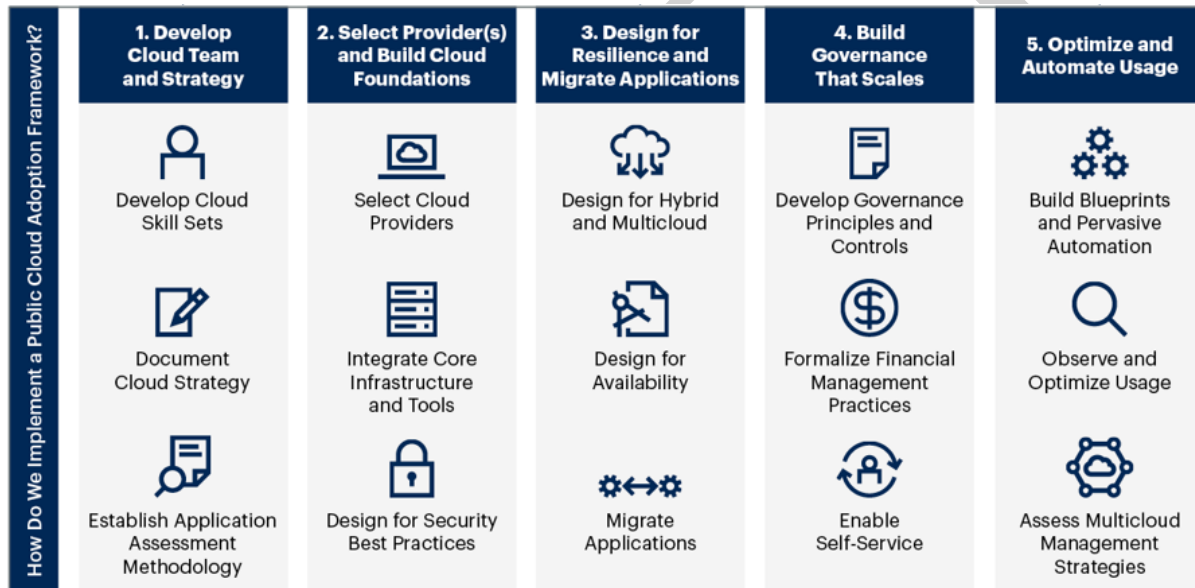 How Do We Implement a Public Cloud Adoption Framework?
1. Develop
Cloud Team
and Strategy
Develop Cloud
Skill Sets
Document
Cloud Strategy
Establish Application
Assessment
Methodology
2. Select Provider(s)
and Build Cloud
Foundations
Select Cloud
Providers
Integrate Core
Infrastructure
and Tools
Design for Security
Best Practices
3. Design for
Resilience and
Migrate Applications
Design for Hybrid
and Multicloud
Design for
Availability
Migrate
Applications
4. Build
Governance
That Scales
Develop Governance
Principles and
Controls
$
Formalize Financial
Management
Practices
Enable
Self-Service
5. Optimize and
Automate Usage
Build Blueprints
and Pervasive
Automation
Observe and
Optimize Usage
Assess Multicloud
Management
Strategies